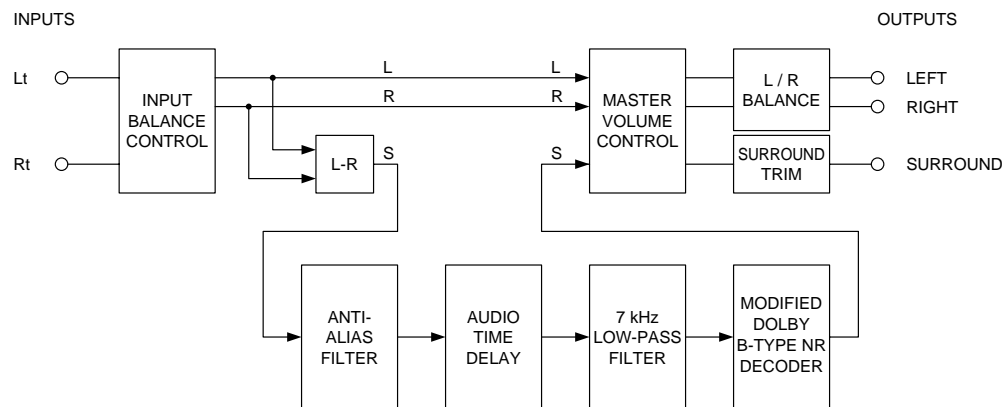 INPUTS
OUTPUTS
Lt
Rt
INPUT
BALANCE
CONTROL
L
R
L
R
L-R
S
S
MASTER
VOLUME
CONTROL
L / R
BALANCE
SURROUND
TRIM
LEFT
RIGHT
SURROUND
ANTI-
ALIAS
FILTER
AUDIO
TIME
DELAY
7 kHz
LOW-PASS
FILTER
MODIFIED
DOLBY
B-TYPE NR
DECODER